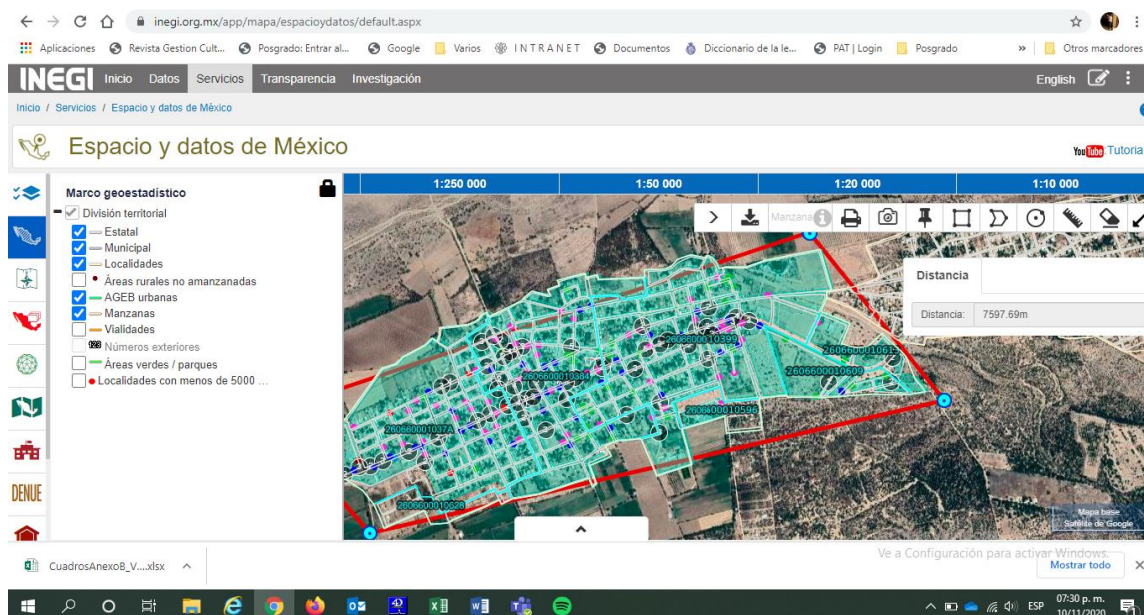 inegi.org.mx/app/mapa/espacioydatos/default.aspx
Aplicaciones Revista Gestion Cult... Posgrado: Entrar al... Google Varios I N T R A N E T Documentos Diccionario de la le... PAT | Login Posgrado » Otros marcadores
INEGI Inicio Datos Servicios Transparencia Investigación English
Inicio / Servicios / Espacio y datos de México
Espacio y datos de México
YouTube Tutoria
1:250 000 1:50 000 1:20 000 1:10 000
Marco geoestadístico
División territorial
Estatal
Municipal
Localidades
Áreas rurales no amanzanadas
AGEB urbanas
Manzanas
Vialidades
Números exteriores
Áreas verdes / parques
Localidades con menos de 5000 ...
DENUE
Manzana
Distancia
Distancia: 7597.69m
2606600010399
2606600010384
2606600010609
2606600010596
260660001037A
2606600010628
Mapa base
Satélite de Google
Ve a Configuración para activar Windows.
CuadrosAnexoB_V....xlsx
Mostrar todo
ESP
07:30 p. m.
10/11/2020